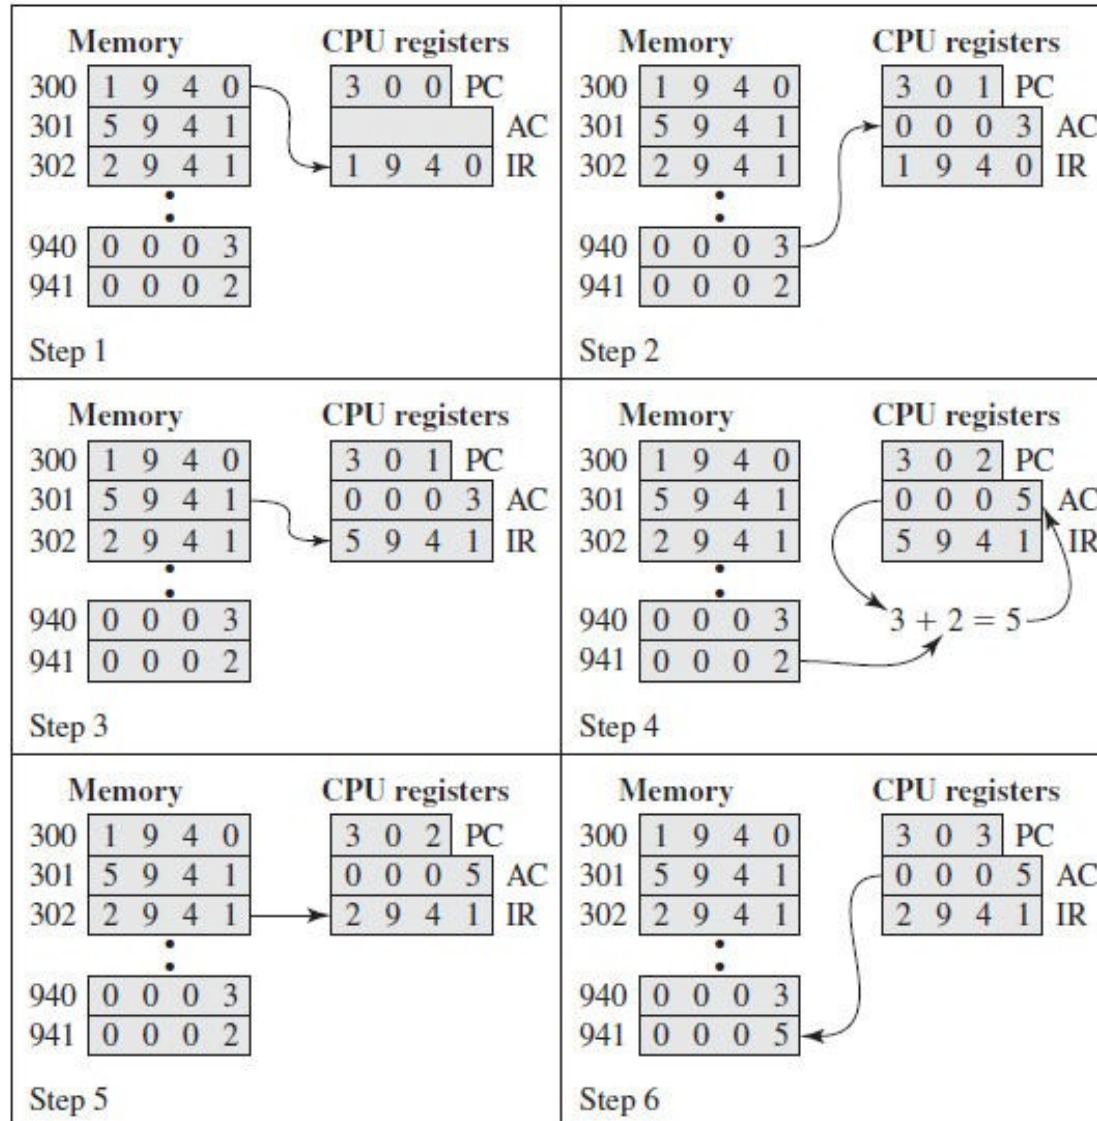 Memory CPU registers
300 1 9 4 0 3 0 0 PC
301 5 9 4 1 AC
302 2 9 4 1 1 9 4 0 IR
940 0 0 0 3
941 0 0 0 2
Step 1
Memory CPU registers
300 1 9 4 0 3 0 1 PC
301 5 9 4 1 0 0 0 3 AC
302 2 9 4 1 1 9 4 0 IR
940 0 0 0 3
941 0 0 0 2
Step 2
Memory CPU registers
300 1 9 4 0 3 0 1 PC
301 5 9 4 1 0 0 0 3 AC
302 2 9 4 1 5 9 4 1 IR
940 0 0 0 3
941 0 0 0 2
Step 3
Memory CPU registers
300 1 9 4 0 3 0 2 PC
301 5 9 4 1 0 0 0 5 AC
302 2 9 4 1 5 9 4 1 IR
940 0 0 0 3 3 + 2 = 5
941 0 0 0 2
Step 4
Memory CPU registers
300 1 9 4 0 3 0 2 PC
301 5 9 4 1 0 0 0 5 AC
302 2 9 4 1 2 9 4 1 IR
940 0 0 0 3
941 0 0 0 2
Step 5
Memory CPU registers
300 1 9 4 0 3 0 3 PC
301 5 9 4 1 0 0 0 5 AC
302 2 9 4 1 2 9 4 1 IR
940 0 0 0 3
941 0 0 0 5
Step 6